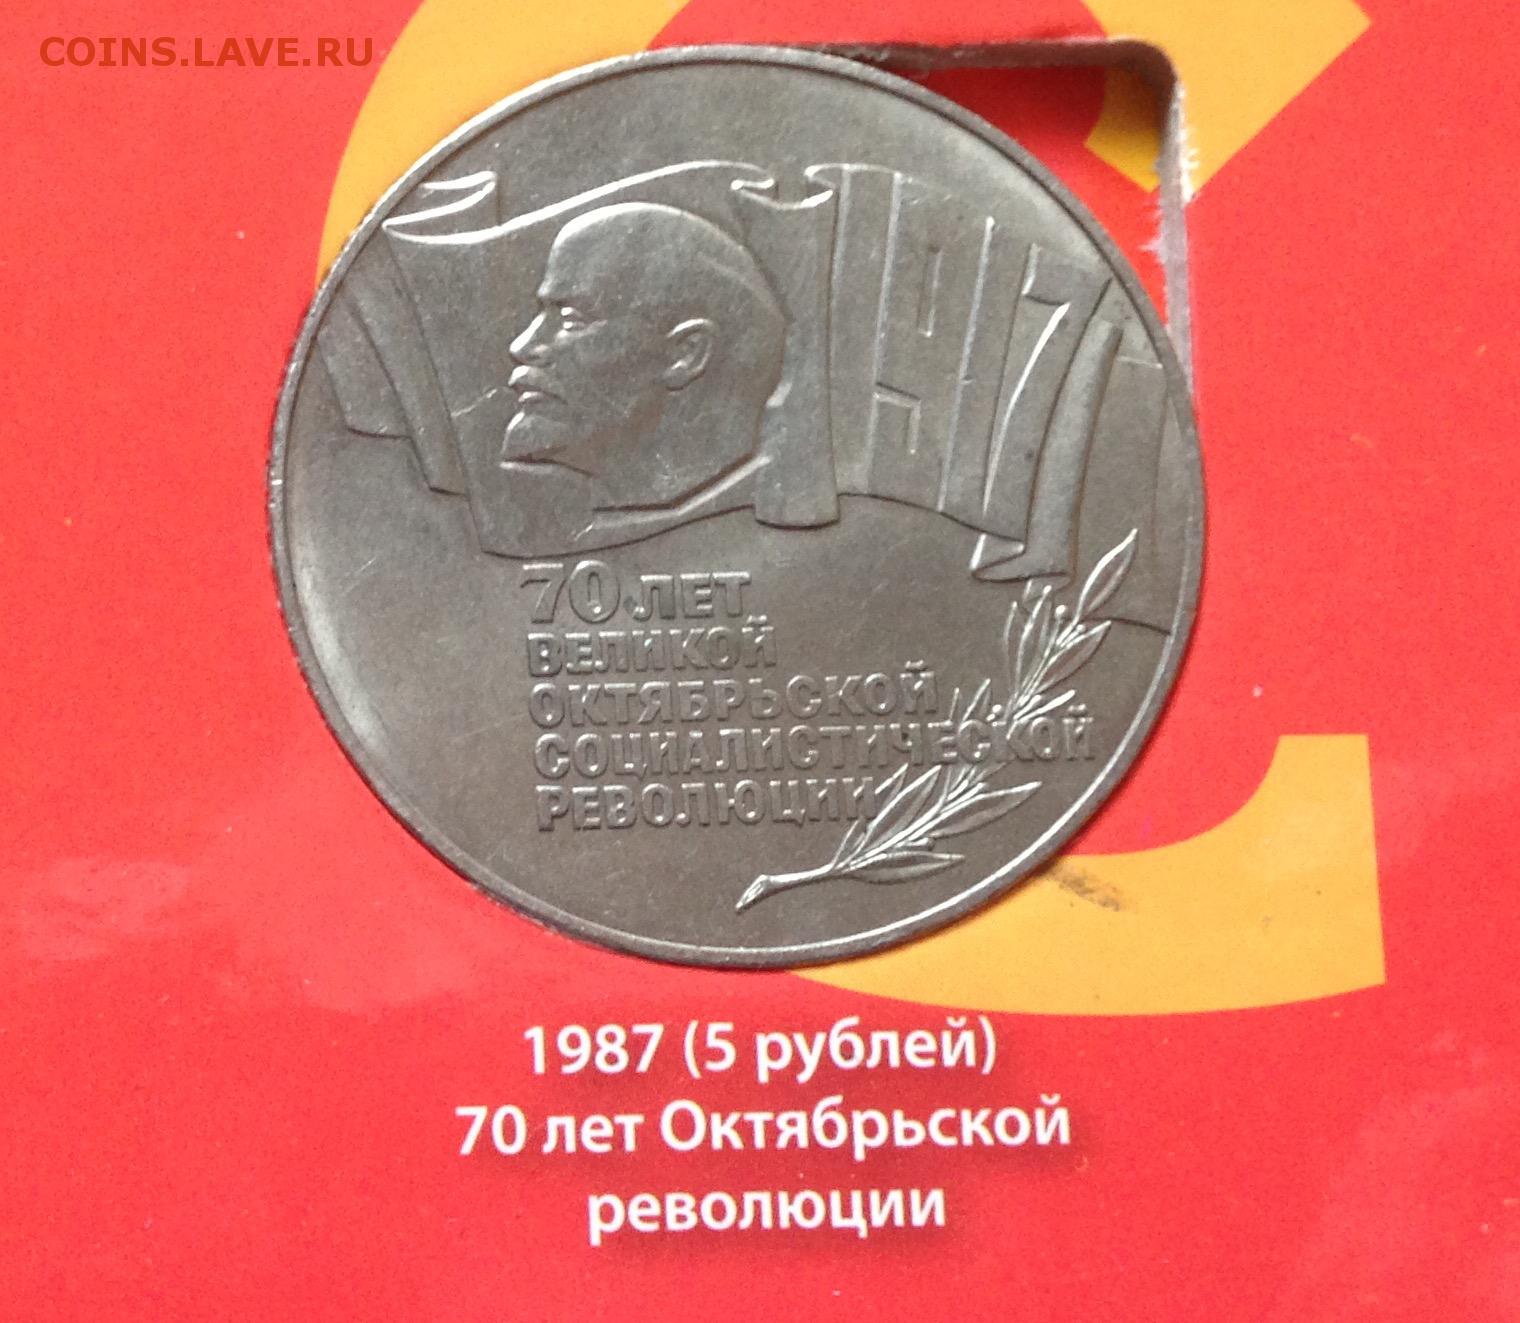 COINS.LAVE.RU
1917
70 ЛЕТ
ВЕЛИКОЙ
ОКТЯБРЬСКОЙ
СОЦИАЛИСТИЧЕСКОЙ
РЕВОЛЮЦИИ
1987 (5 рублей)
70 лет Октябрьской
революции